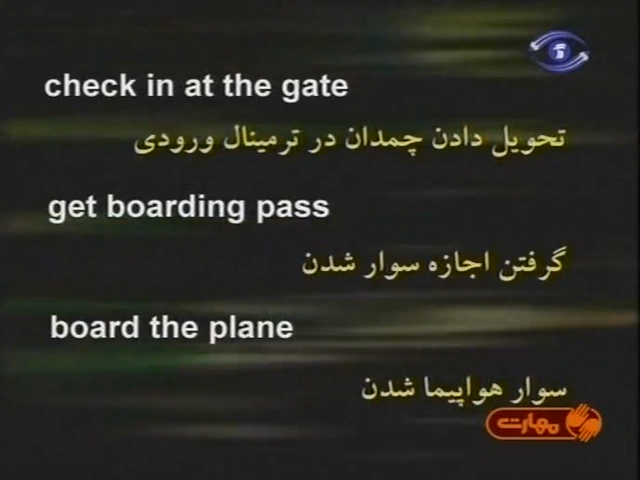 check in at the gate
تحویل دادن چمدان در ترمینال ورودی
get boarding pass
گرفتن اجازه سوار شدن
board the plane
سوار هواپیما شدن
مهارت